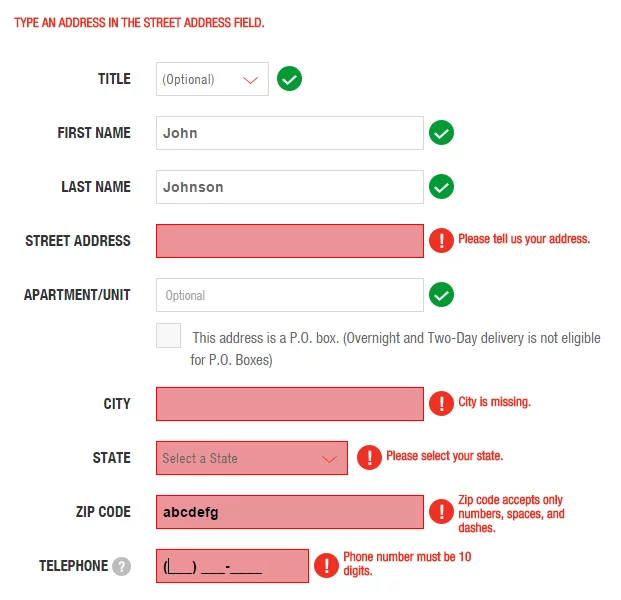 TYPE AN ADDRESS IN THE STREET ADDRESS FIELD.
TITLE (Optional)
FIRST NAME John
LAST NAME Johnson
STREET ADDRESS ! Please tell us your address.
APARTMENT/UNIT Optional
This address is a P.O. box. (Overnight and Two-Day delivery is not eligible
for P.O. Boxes)
CITY ! City is missing.
STATE Select a State ! Please select your state.
ZIP CODE abcdefg ! Zip code accepts only
numbers, spaces, and
dashes.
TELEPHONE ? (___) ___-____ ! Phone number must be 10
digits.